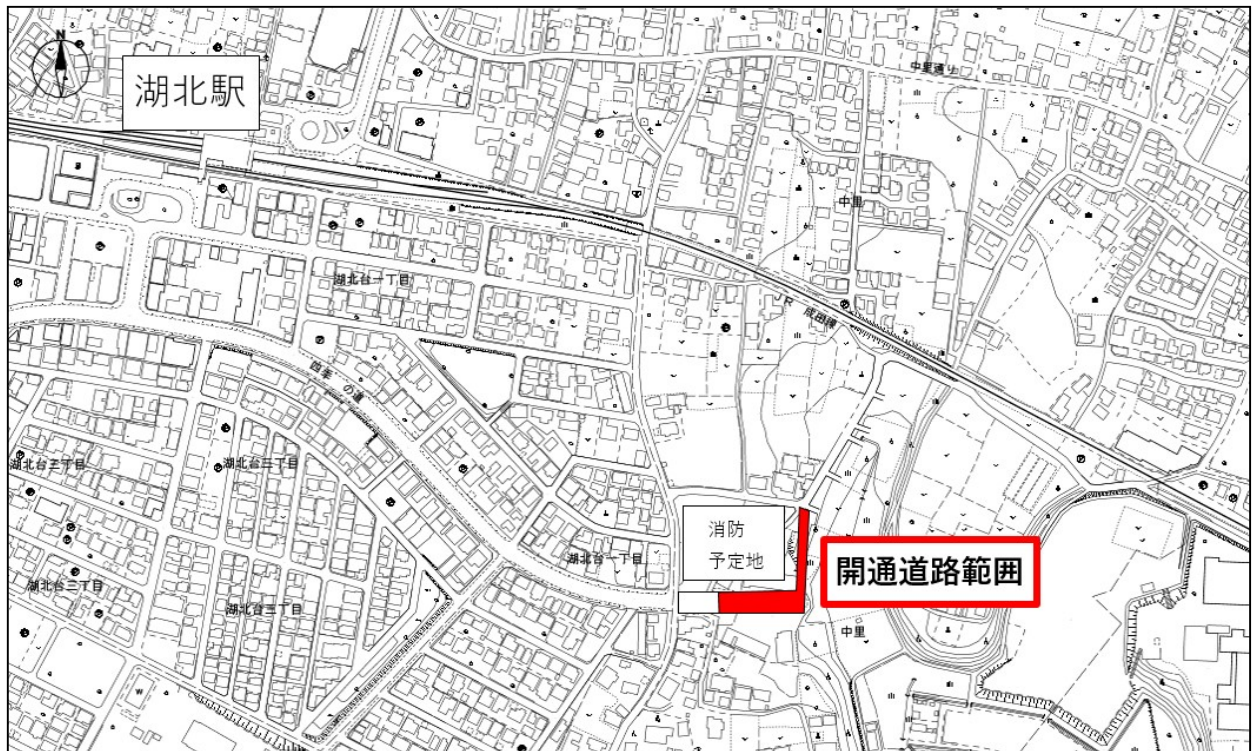 N
湖北駅
中里通り
中里
湖北台一丁目
JR 成田線
四季の道
湖北台三丁目
湖北台三丁目
消防
予定地
開通道路範囲
湖北台一丁目
湖北台三丁目
湖北台三丁目
中里